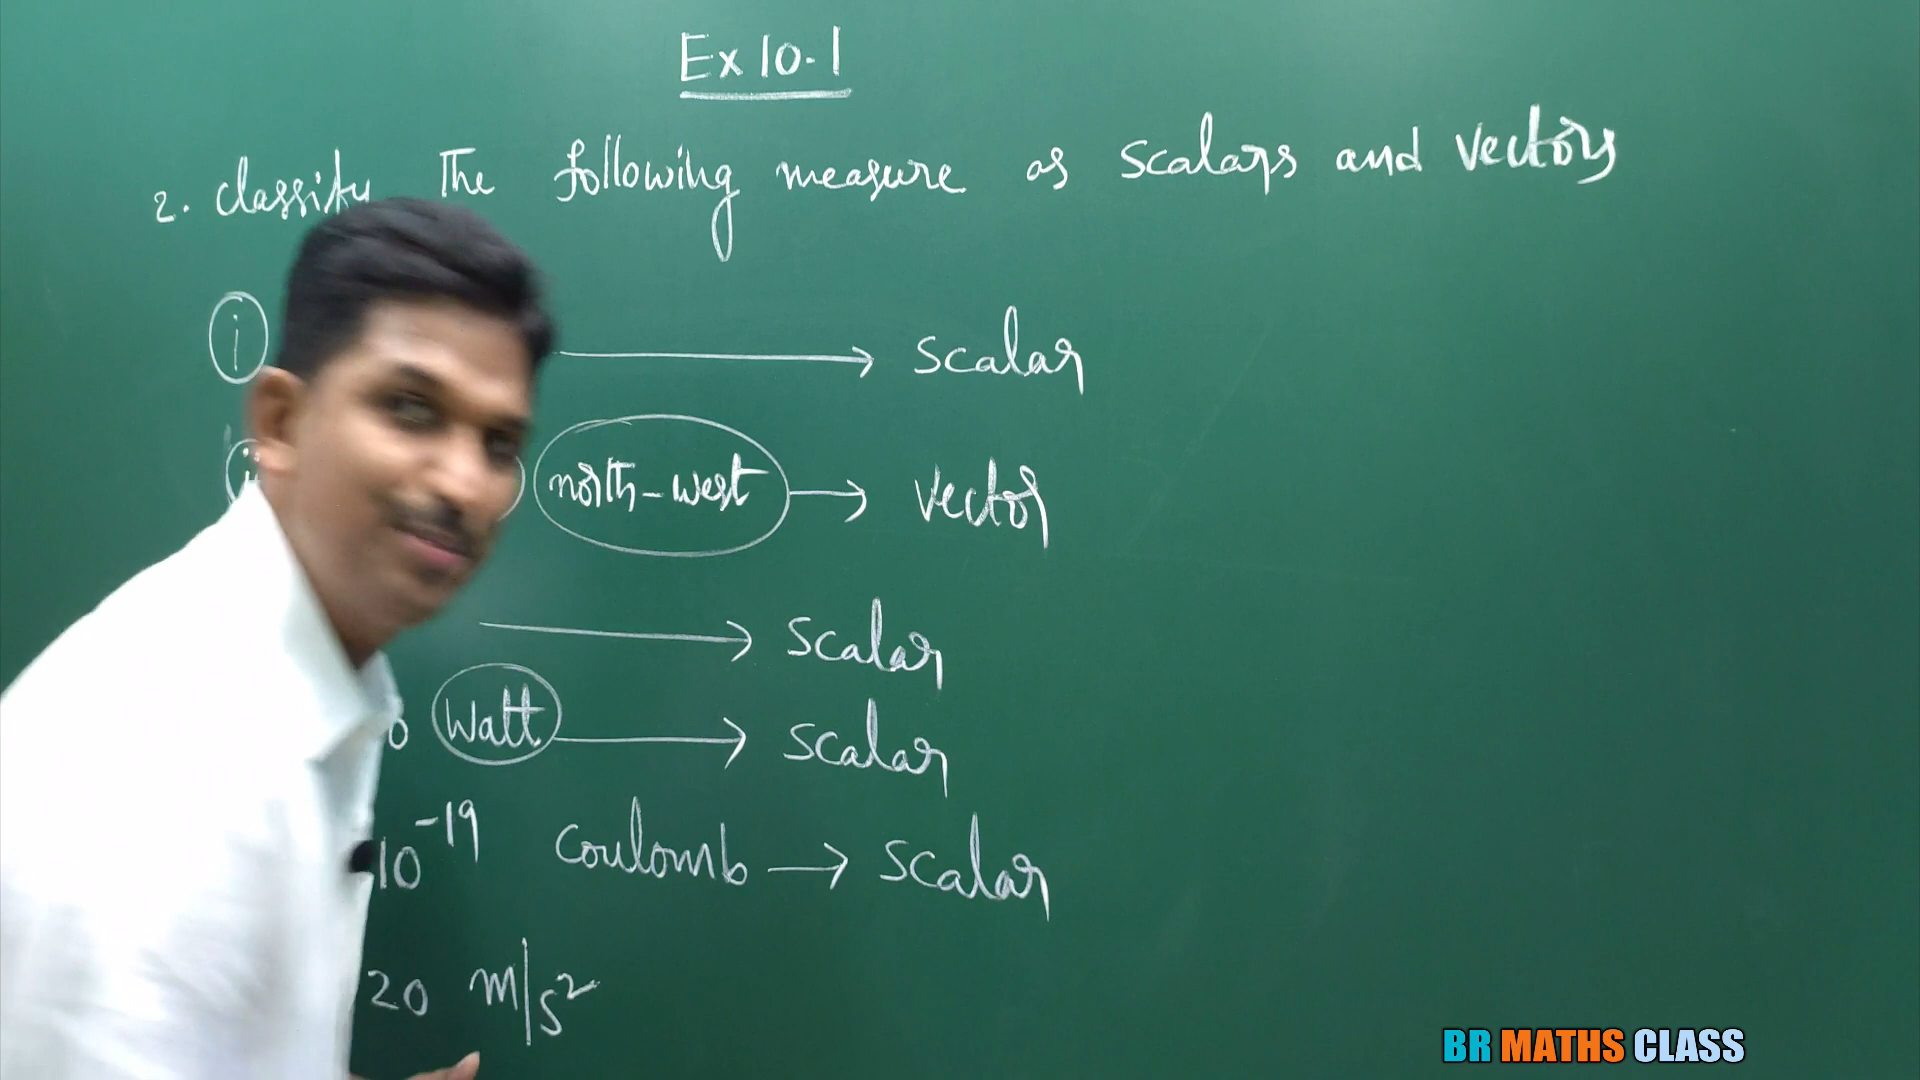 Ex 10.1
2. classify The following measure as scalars and vectors
i → scalar
north-west → vector
→ scalar
watt → scalar
10⁻¹⁹ coulomb → scalar
20 m/s²
BR MATHS CLASS